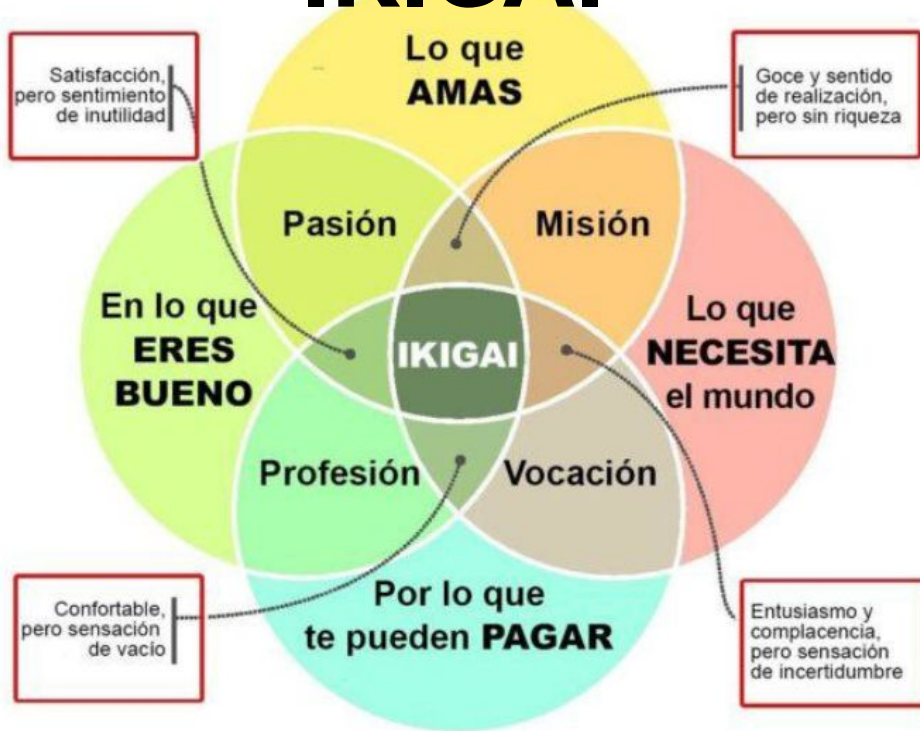 IKIGAI
Lo que
AMAS
Satisfacción,
pero sentimiento
de inutilidad
Goce y sentido
de realización,
pero sin riqueza
Pasión
Misión
En lo que
ERES
BUENO
IKIGAI
Lo que
NECESITA
el mundo
Profesión
Vocación
Por lo que
te pueden PAGAR
Confortable,
pero sensación
de vacío
Entusiasmo y
complacencia,
pero sensación
de incertidumbre